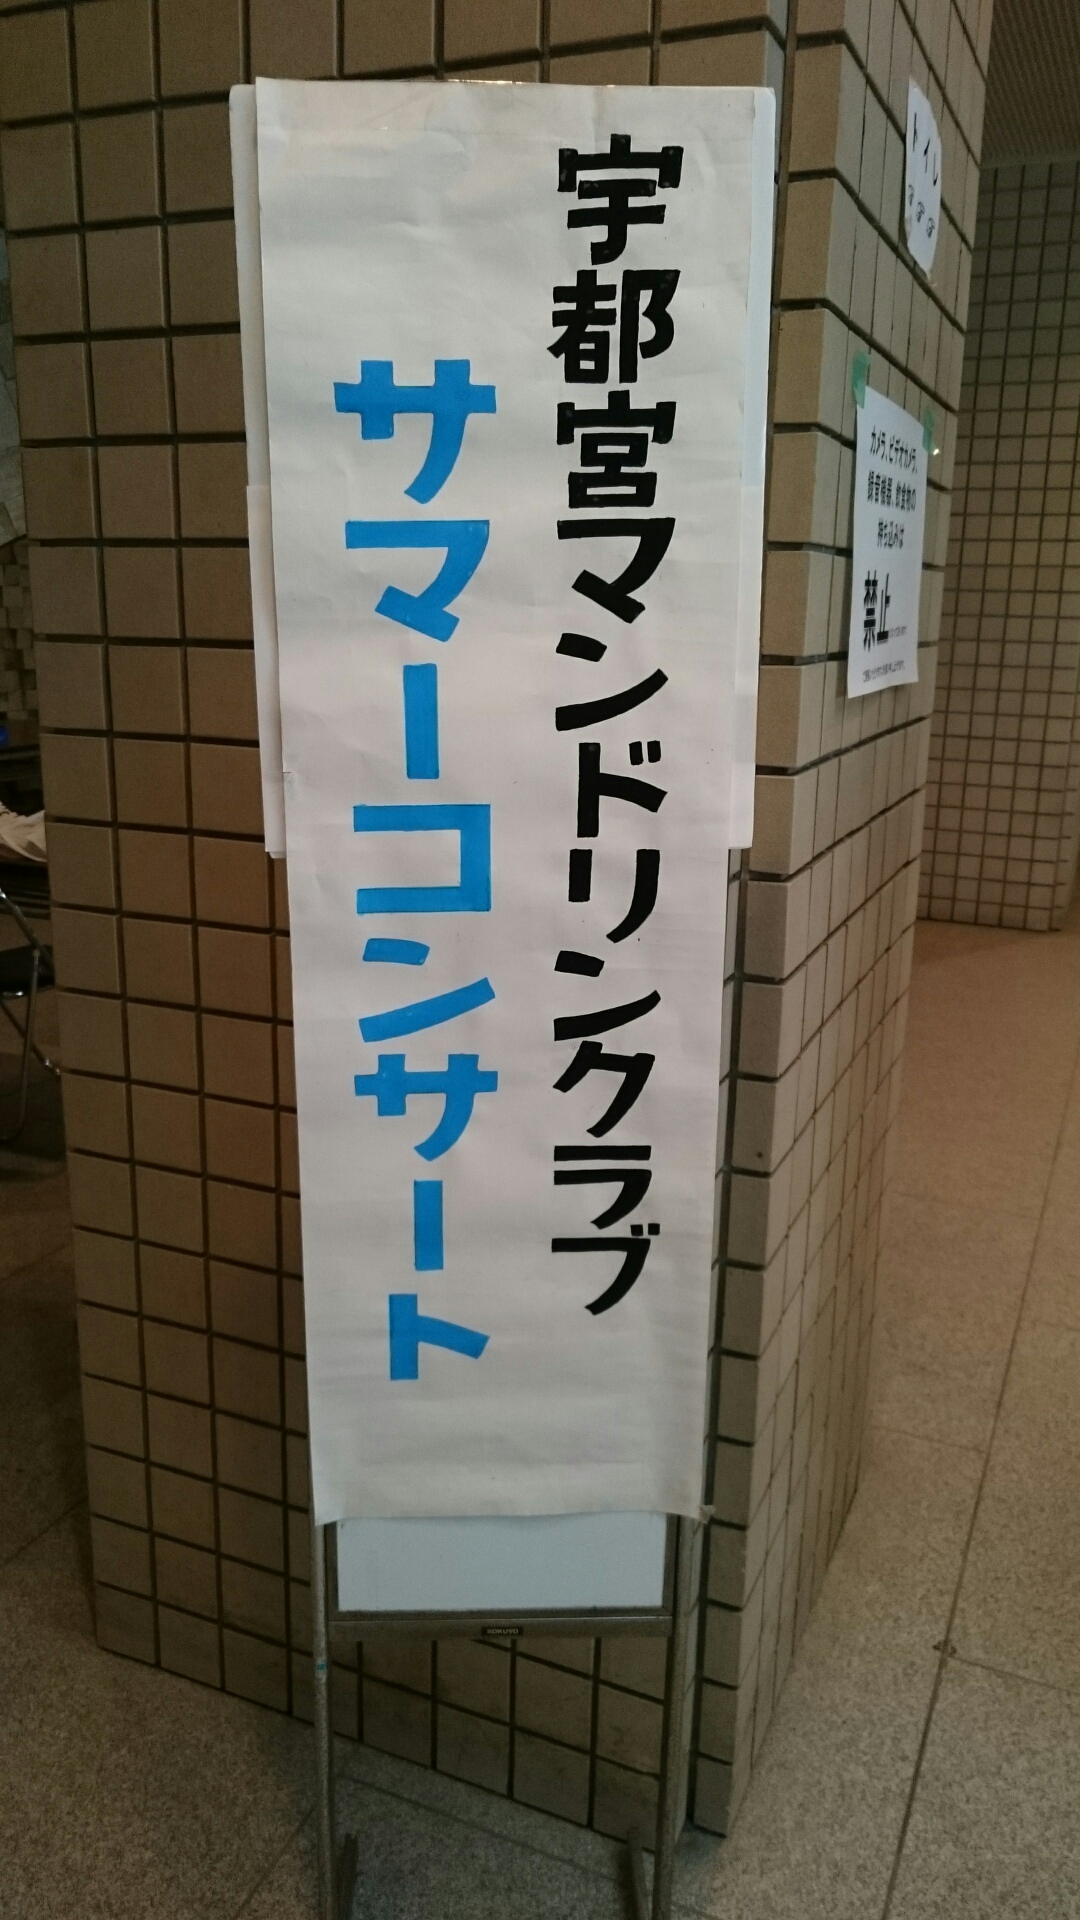 宇都宮マンドリンクラブ
サマーコンサート
トイレ
カメラ、ビデオカメラ、
録音機器、飲食物の
持ち込みは
禁止
KOKUYO